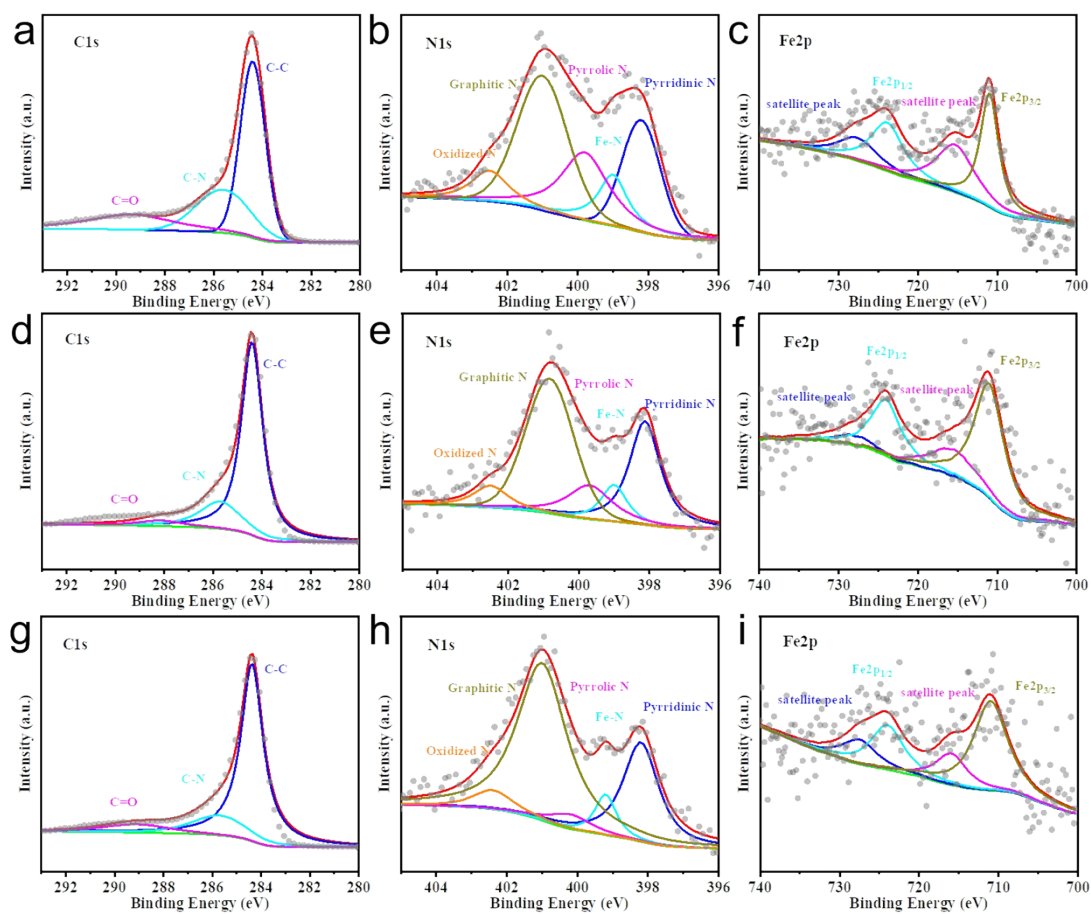 a
C1s
C-C
C-N
C=O
Intensity (a.u.)
292 290 288 286 284 282 280
Binding Energy (eV)
b
N1s
Graphitic N
Pyrrolic N
Pyrridinic N
Fe-N
Oxidized N
Intensity (a.u.)
404 402 400 398 396
Binding Energy (eV)
c
Fe2p
Fe2p1/2
satellite peak
satellite peak
Fe2p3/2
Intensity (a.u.)
740 730 720 710 700
Binding Energy (eV)
d
C1s
C-C
C-N
C=O
Intensity (a.u.)
292 290 288 286 284 282 280
Binding Energy (eV)
e
N1s
Graphitic N
Pyrrolic N
Fe-N
Pyrridinic N
Oxidized N
Intensity (a.u.)
404 402 400 398 396
Binding Energy (eV)
f
Fe2p
Fe2p1/2
Fe2p3/2
satellite peak
satellite peak
Intensity (a.u.)
740 730 720 710 700
Binding Energy (eV)
g
C1s
C-C
C-N
C=O
Intensity (a.u.)
292 290 288 286 284 282 280
Binding Energy (eV)
h
N1s
Graphitic N
Pyrrolic N
Pyrridinic N
Fe-N
Oxidized N
Intensity (a.u.)
404 402 400 398 396
Binding Energy (eV)
i
Fe2p
Fe2p1/2
satellite peak
satellite peak
Fe2p3/2
Intensity (a.u.)
740 730 720 710 700
Binding Energy (eV)